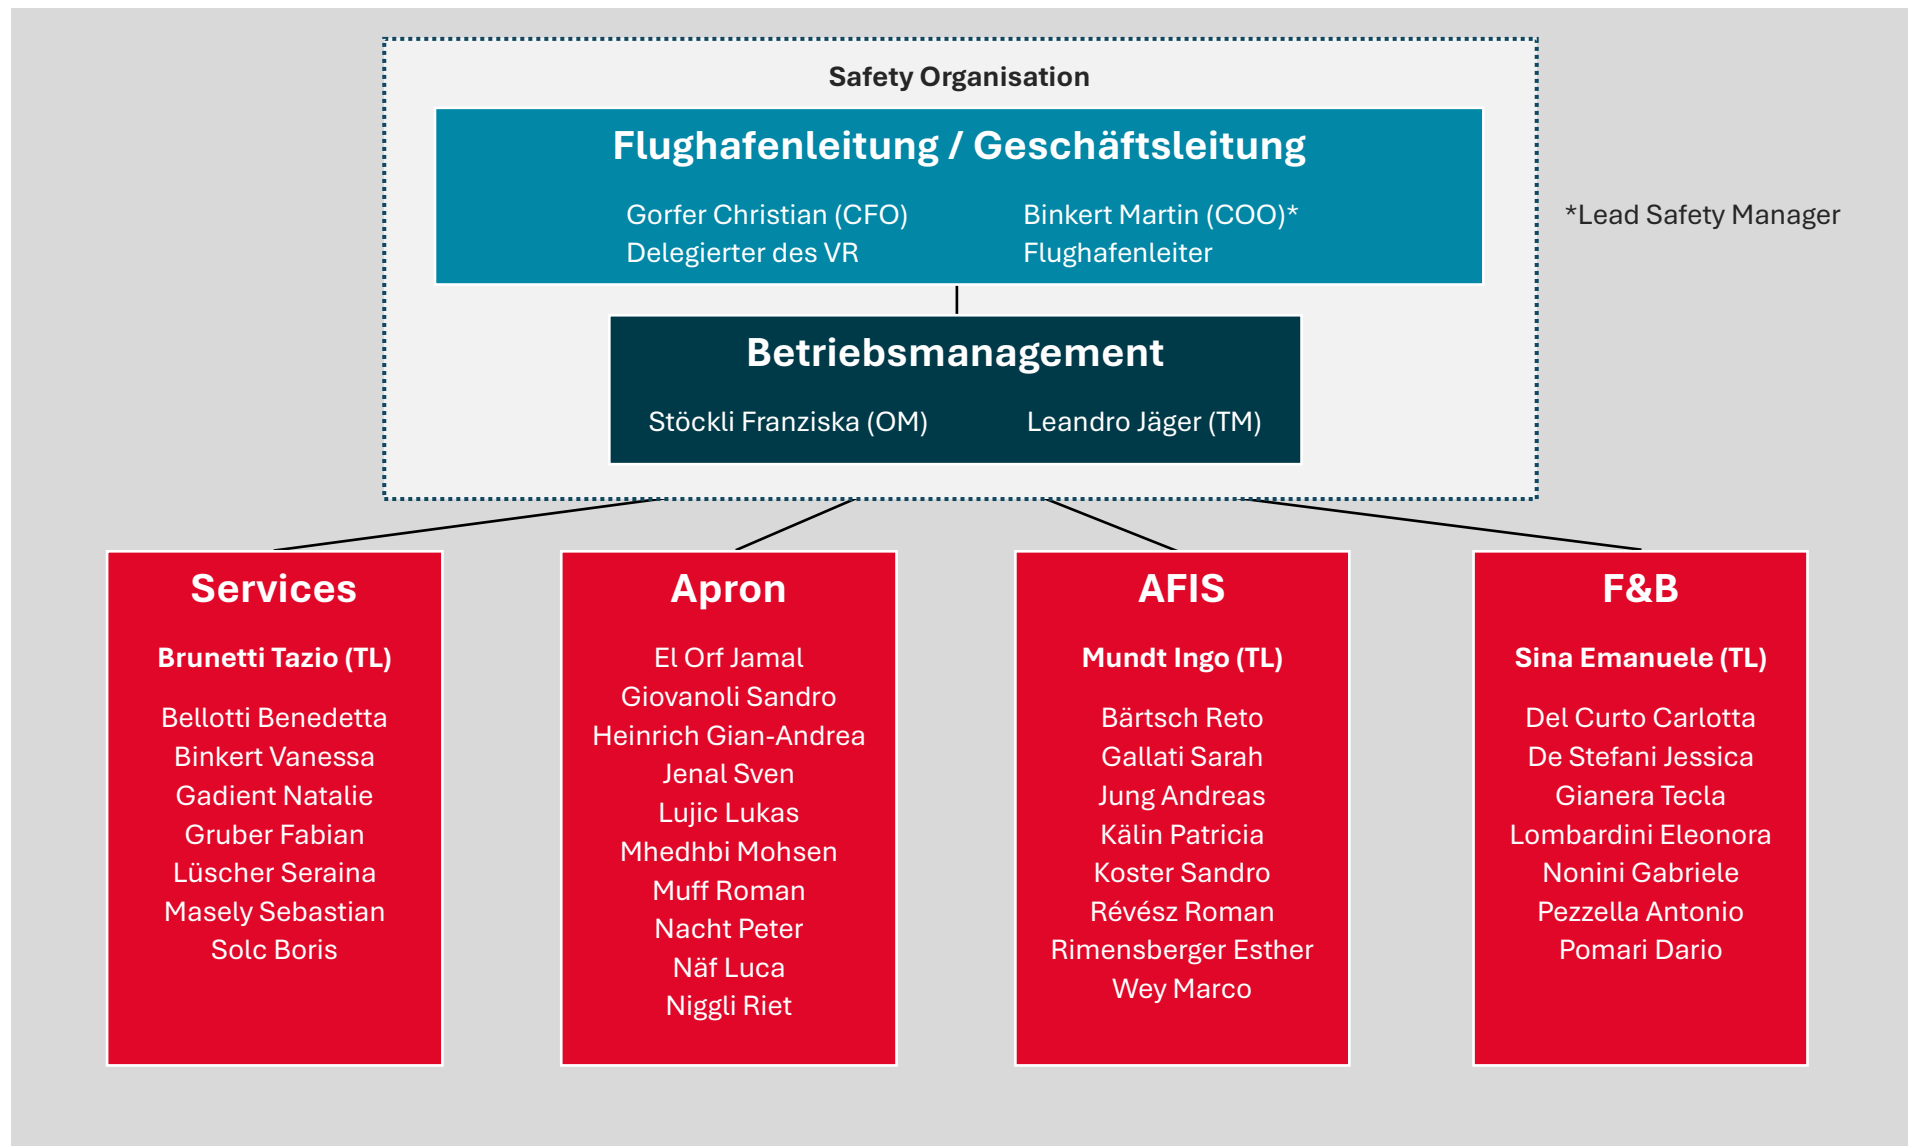 Safety Organisation
Flughafenleitung / Geschäftsleitung
Gorfer Christian (CFO)
Delegierter des VR
Binkert Martin (COO)*
Flughafenleiter
*Lead Safety Manager
Betriebsmanagement
Stöckli Franziska (OM)
Leandro Jäger (TM)
Services
Brunetti Tazio (TL)
Bellotti Benedetta
Binkert Vanessa
Gadient Natalie
Gruber Fabian
Lüscher Seraina
Masely Sebastian
Solc Boris
Apron
El Orf Jamal
Giovanoli Sandro
Heinrich Gian-Andrea
Jenal Sven
Lujic Lukas
Mhedhbi Mohsen
Muff Roman
Nacht Peter
Näf Luca
Niggli Riet
AFIS
Mundt Ingo (TL)
Bärtsch Reto
Gallati Sarah
Jung Andreas
Kälin Patricia
Koster Sandro
Révész Roman
Rimensberger Esther
Wey Marco
F&B
Sina Emanuele (TL)
Del Curto Carlotta
De Stefani Jessica
Gianera Tecla
Lombardini Eleonora
Nonini Gabriele
Pezzella Antonio
Pomari Dario